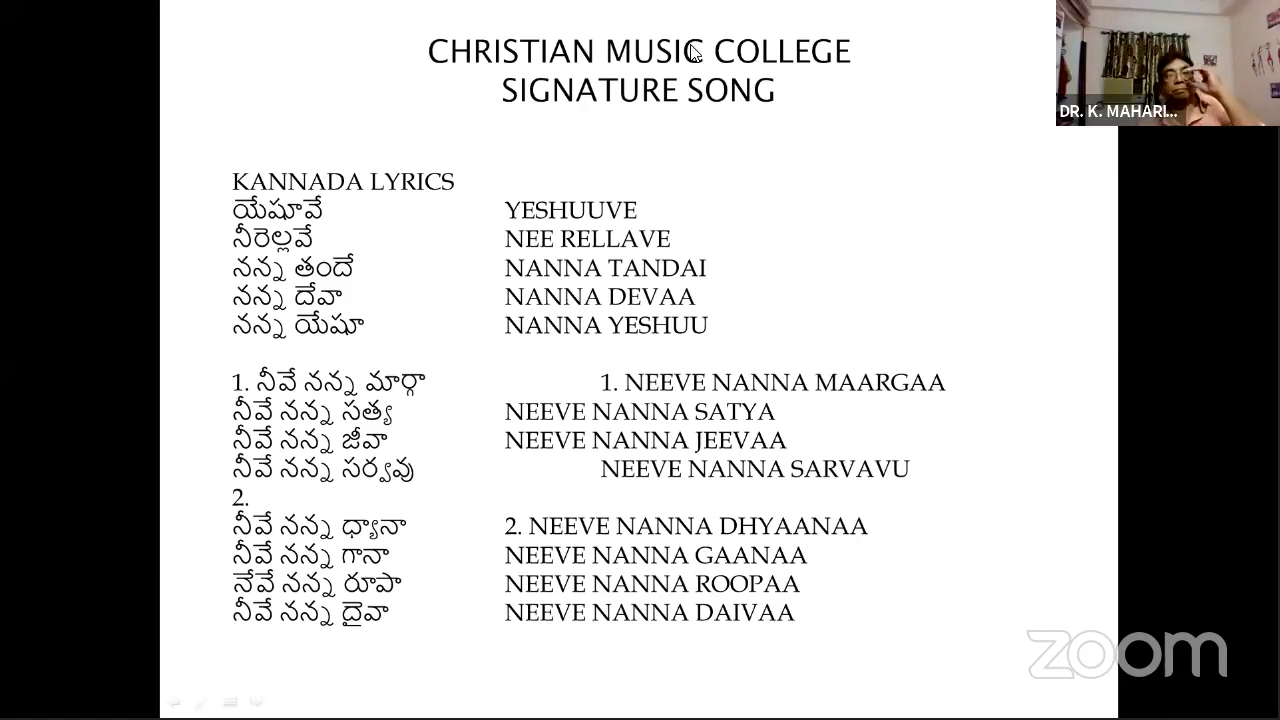 CHRISTIAN MUSIC COLLEGE
SIGNATURE SONG
DR. K. MAHARI...
KANNADA LYRICS
యేషూవే YESHUUVE
నీరెల్లవే NEE RELLAVE
నన్న తందే NANNA TANDAI
నన్న దేవా NANNA DEVAA
నన్న యేషూ NANNA YESHUU
1. నీవే నన్న మార్గా 1. NEEVE NANNA MAARGAA
నీవే నన్న సత్య NEEVE NANNA SATYA
నీవే నన్న జీవా NEEVE NANNA JEEVAA
నీవే నన్న సర్వవు NEEVE NANNA SARVAVU
2.
నీవే నన్న ధ్యానా 2. NEEVE NANNA DHYAANAA
నీవే నన్న గానా NEEVE NANNA GAANAA
నేవే నన్న రూపా NEEVE NANNA ROOPAA
నీవే నన్న దైవా NEEVE NANNA DAIVAA
zoom